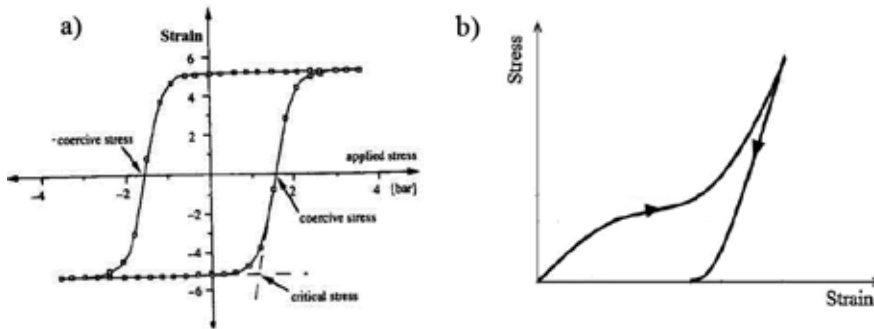 a)
Strain
6
4
2
-coercive stress
applied stress
-4
-2
2
4
[bar]
-2
-4
-6
coercive stress
critical stress
b)
Stress
Strain